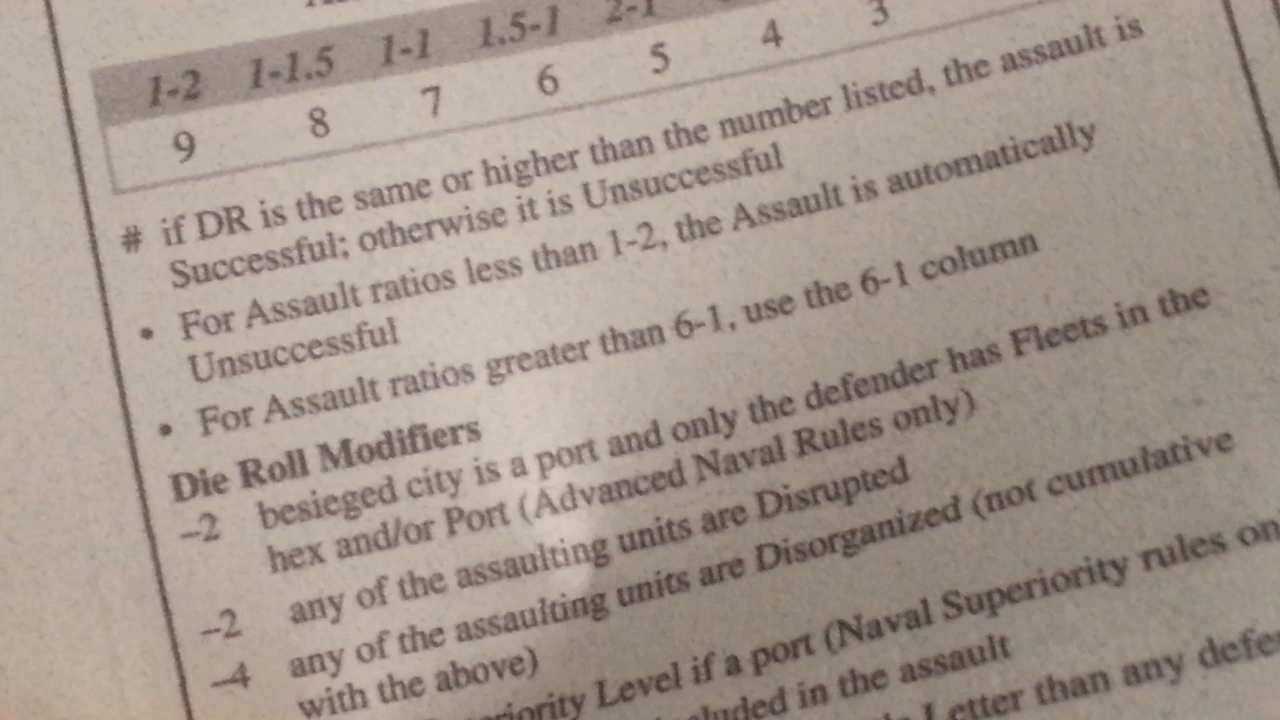 1-2 1-1.5 1-1 1.5-1 2-1
9 8 7 6 5 4 3
# if DR is the same or higher than the number listed, the assault is
Successful; otherwise it is Unsuccessful
• For Assault ratios less than 1-2, the Assault is automatically
Unsuccessful
• For Assault ratios greater than 6-1, use the 6-1 column
Die Roll Modifiers
–2 besieged city is a port and only the defender has Fleets in the
hex and/or Port (Advanced Naval Rules only)
–2 any of the assaulting units are Disrupted
–4 any of the assaulting units are Disorganized (not cumulative
with the above)
Level if a port (Naval Superiority rules
in the assault
Letter than any